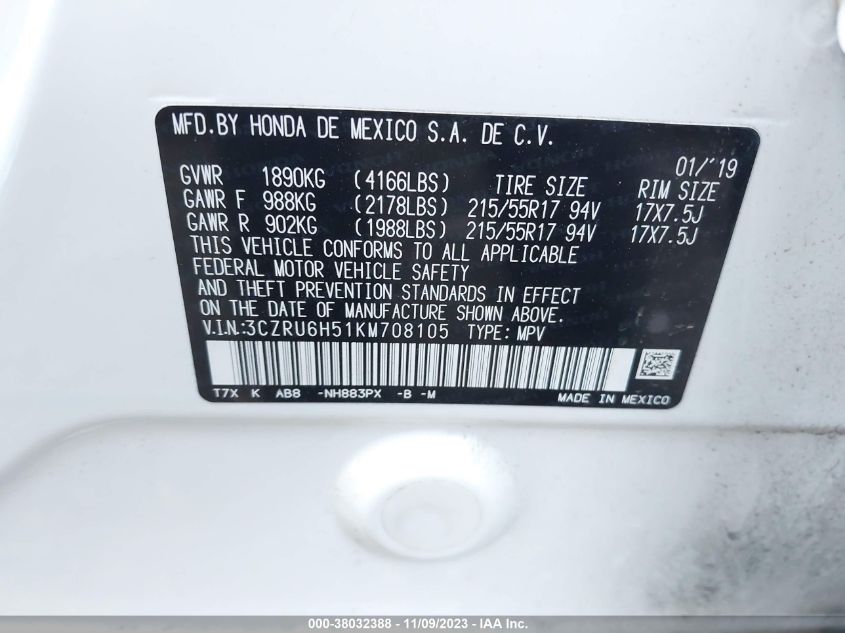 MFD.BY HONDA DE MEXICO S.A. DE C.V.
01/'19
GVWR 1890KG (4166LBS) TIRE SIZE RIM SIZE
GAWR F 988KG (2178LBS) 215/55R17 94V 17X7.5J
GAWR R 902KG (1988LBS) 215/55R17 94V 17X7.5J
THIS VEHICLE CONFORMS TO ALL APPLICABLE
FEDERAL MOTOR VEHICLE SAFETY
AND THEFT PREVENTION STANDARDS IN EFFECT
ON THE DATE OF MANUFACTURE SHOWN ABOVE.
V.I.N:3CZRU6H51KM708105 TYPE: MPV
T7X K AB8 -NH883PX -B -M
MADE IN MEXICO
000-38032388 - 11/09/2023 - IAAI.com